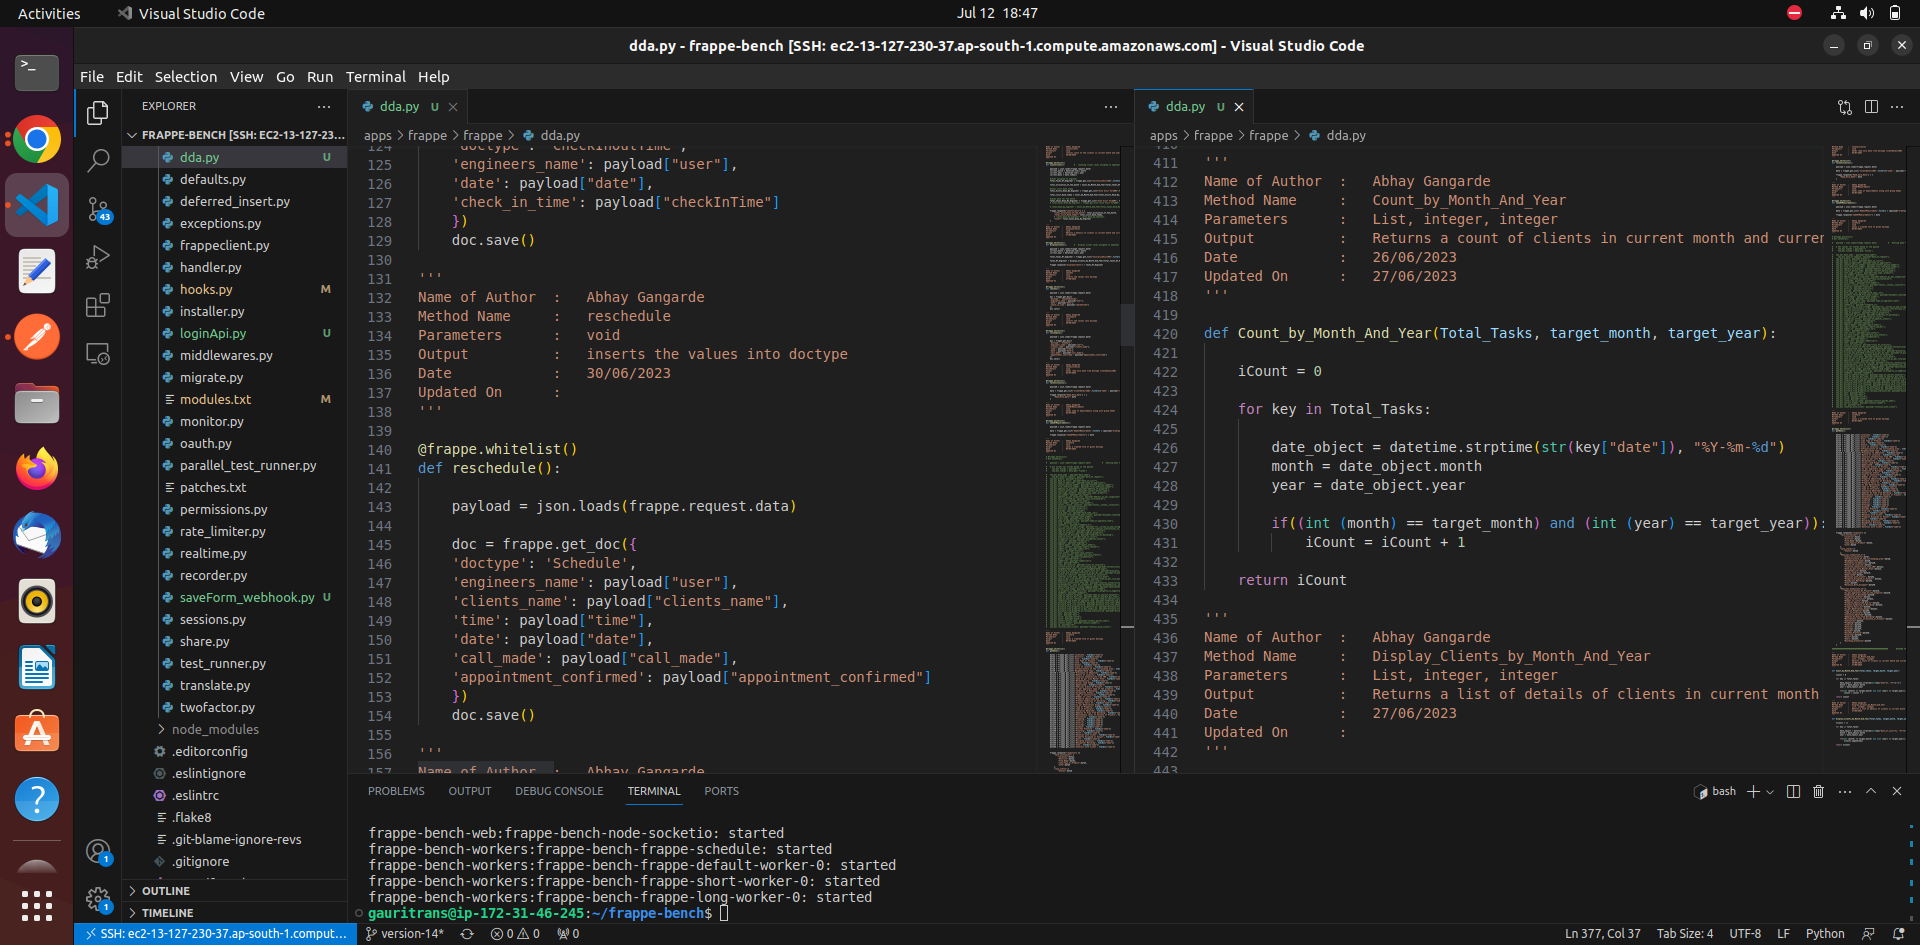 Activities
Visual Studio Code
Jul 12 18:47
dda.py - frappe-bench [SSH: ec2-13-127-230-37.ap-south-1.compute.amazonaws.com] - Visual Studio Code
File Edit Selection View Go Run Terminal Help
EXPLORER
FRAPPE-BENCH [SSH: EC2-13-127-23...
dda.py U
defaults.py
deferred_insert.py
exceptions.py
frappeclient.py
handler.py
hooks.py M
installer.py
loginApi.py U
middlewares.py
migrate.py
modules.txt M
monitor.py
oauth.py
parallel_test_runner.py
patches.txt
permissions.py
rate_limiter.py
realtime.py
recorder.py
saveForm_webhook.py U
sessions.py
share.py
test_runner.py
translate.py
twofactor.py
node_modules
.editorconfig
.eslintignore
.eslintrc
.flake8
.git-blame-ignore-revs
.gitignore
OUTLINE
TIMELINE
43
1
1
dda.py U
apps > frappe > frappe > dda.py
124 'doctype': 'CheckInoutTime',
125 'engineers_name': payload["user"],
126 'date': payload["date"],
127 'check_in_time': payload["checkInTime"]
128 })
129 doc.save()
130
131 '''
132 Name of Author : Abhay Gangarde
133 Method Name : reschedule
134 Parameters : void
135 Output : inserts the values into doctype
136 Date : 30/06/2023
137 Updated On :
138 '''
139
140 @frappe.whitelist()
141 def reschedule():
142
143 payload = json.loads(frappe.request.data)
144
145 doc = frappe.get_doc({
146 'doctype': 'Schedule',
147 'engineers_name': payload["user"],
148 'clients_name': payload["clients_name"],
149 'time': payload["time"],
150 'date': payload["date"],
151 'call_made': payload["call_made"],
152 'appointment_confirmed': payload["appointment_confirmed"]
153 })
154 doc.save()
155
156 '''
157 Name of Author : Abhay Gangarde
dda.py U
apps > frappe > frappe > dda.py
410
411 '''
412 Name of Author : Abhay Gangarde
413 Method Name : Count_by_Month_And_Year
414 Parameters : List, integer, integer
415 Output : Returns a count of clients in current month and currer
416 Date : 26/06/2023
417 Updated On : 27/06/2023
418 '''
419
420 def Count_by_Month_And_Year(Total_Tasks, target_month, target_year):
421
422 iCount = 0
423
424 for key in Total_Tasks:
425
426 date_object = datetime.strptime(str(key["date"]), "%Y-%m-%d")
427 month = date_object.month
428 year = date_object.year
429
430 if((int (month) == target_month) and (int (year) == target_year)):
431 iCount = iCount + 1
432
433 return iCount
434
435 '''
436 Name of Author : Abhay Gangarde
437 Method Name : Display_Clients_by_Month_And_Year
438 Parameters : List, integer, integer
439 Output : Returns a list of details of clients in current month
440 Date : 27/06/2023
441 Updated On :
442 '''
443
PROBLEMS OUTPUT DEBUG CONSOLE TERMINAL PORTS
bash
frappe-bench-web:frappe-bench-node-socketio: started
frappe-bench-workers:frappe-bench-frappe-schedule: started
frappe-bench-workers:frappe-bench-frappe-default-worker-0: started
frappe-bench-workers:frappe-bench-frappe-short-worker-0: started
frappe-bench-workers:frappe-bench-frappe-long-worker-0: started
gauritrans@ip-172-31-46-245:~/frappe-bench$
SSH: ec2-13-127-230-37.ap-south-1.comput... version-14* 0 0 0
Ln 377, Col 37 Tab Size: 4 UTF-8 LF Python